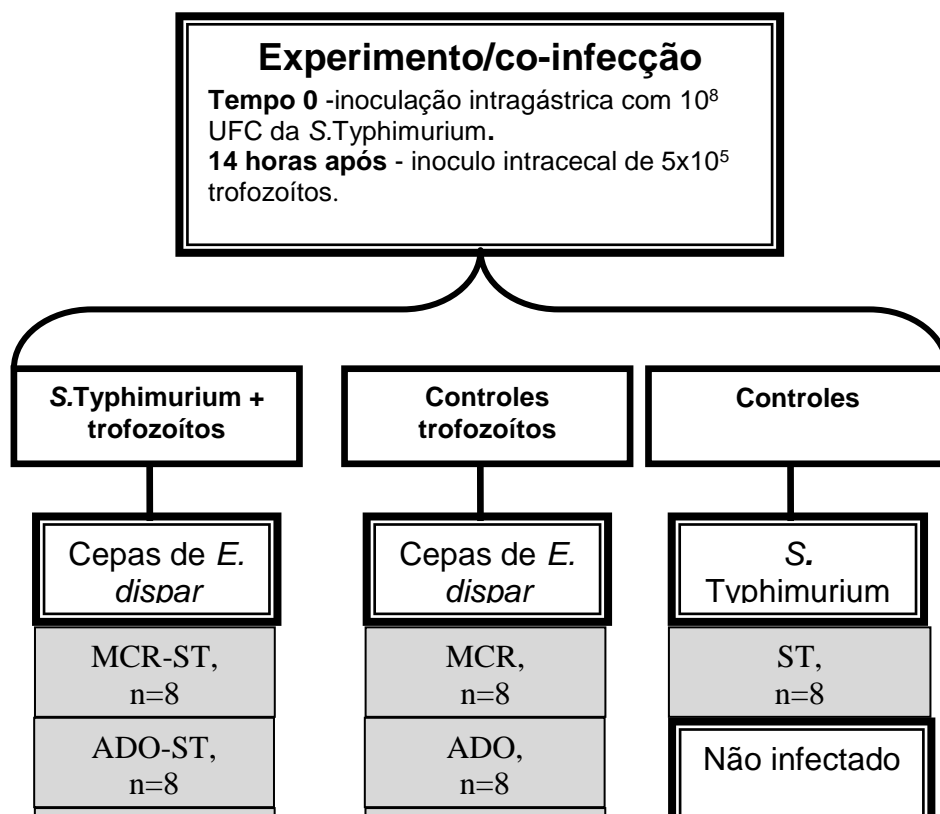 Experimento/co-infecção
Tempo 0 -inoculação intragástrica com 10⁸
UFC da S.Typhimurium.
14 horas após - inoculo intracecal de 5x10⁵
trofozoítos.
S.Typhimurium +
trofozoítos
Controles
trofozoítos
Controles
Cepas de E.
dispar
Cepas de E.
dispar
S.
Typhimurium
MCR-ST,
n=8
MCR,
n=8
ST,
n=8
ADO-ST,
n=8
ADO,
n=8
Não infectado